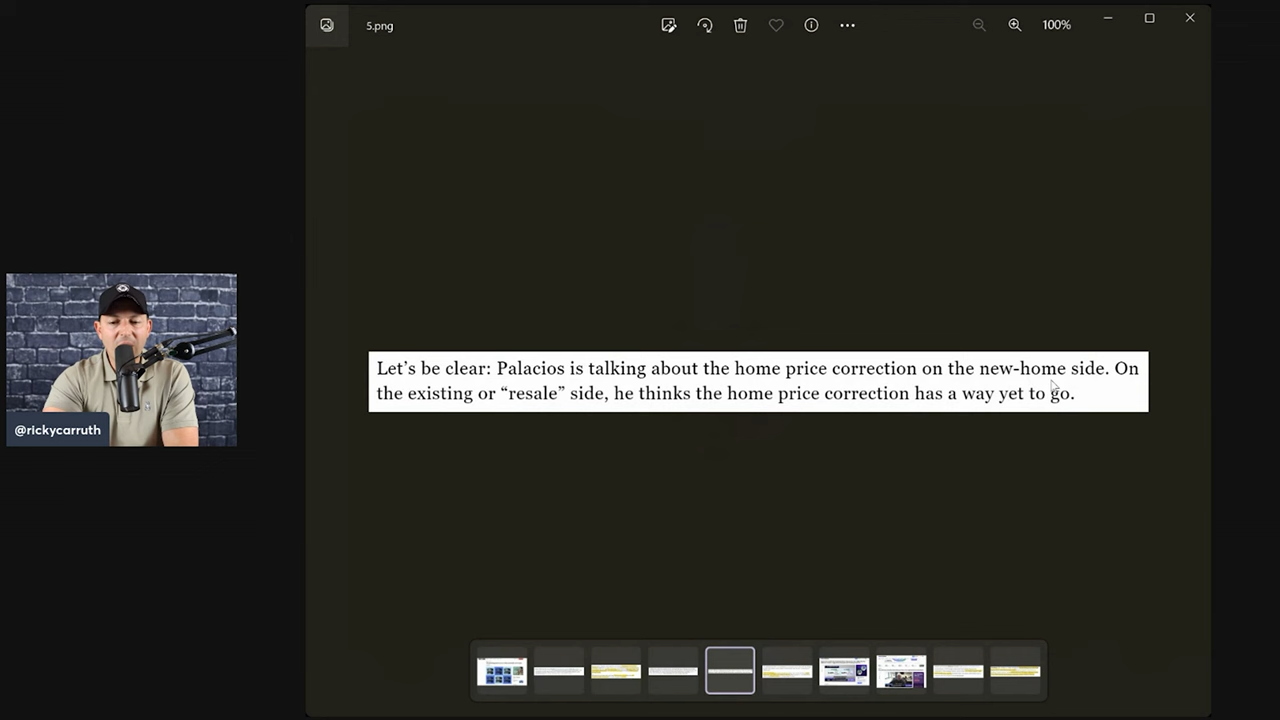 5.png
100%
Let’s be clear: Palacios is talking about the home price correction on the new-home side. On
the existing or “resale” side, he thinks the home price correction has a way yet to go.
@rickycarruth